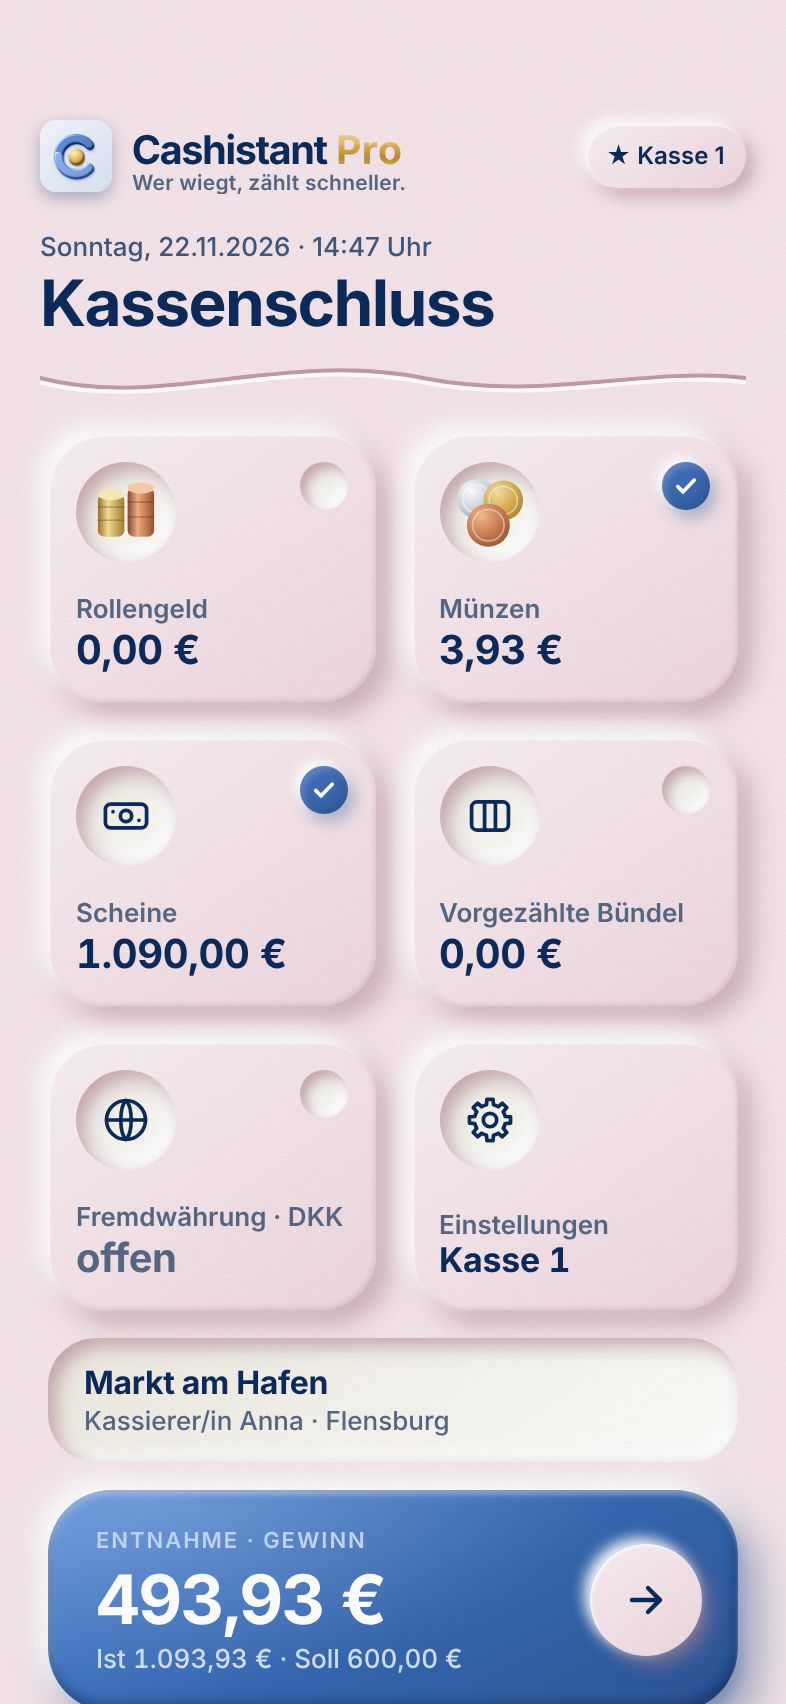 Cashistant Pro
Wer wiegt, zählt schneller.
★ Kasse 1
Sonntag, 22.11.2026 · 14:47 Uhr
Kassenschluss
Rollengeld
0,00 €
Münzen
3,93 €
Scheine
1.090,00 €
Vorgezählte Bündel
0,00 €
Fremdwährung · DKK
offen
Einstellungen
Kasse 1
Markt am Hafen
Kassierer/in Anna · Flensburg
ENTNAHME · GEWINN
493,93 €
Ist 1.093,93 € · Soll 600,00 €